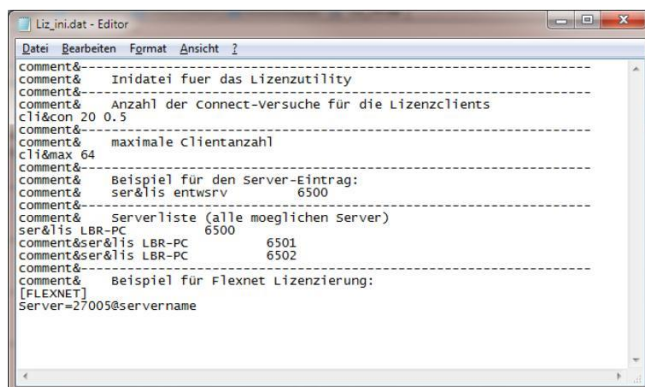 Liz_ini.dat - Editor
Datei Bearbeiten Format Ansicht ?
comment&----------------------------------------------------------------
comment&    Inidatei fuer das Lizenzutility
comment&----------------------------------------------------------------
comment&    Anzahl der Connect-Versuche für die Lizenzclients
cli&con 20 0.5
comment&----------------------------------------------------------------
comment&    maximale Clientanzahl
cli&max 64
comment&----------------------------------------------------------------
comment&    Beispiel für den Server-Eintrag:
comment&    ser&lis entwsrv    6500
comment&----------------------------------------------------------------
comment&    Serverliste (alle moeglichen Server)
ser&lis LBR-PC    6500
comment&ser&lis LBR-PC    6501
comment&ser&lis LBR-PC    6502
comment&----------------------------------------------------------------
comment&    Beispiel für Flexnet Lizenzierung:
[FLEXNET]
Server=27005@servername